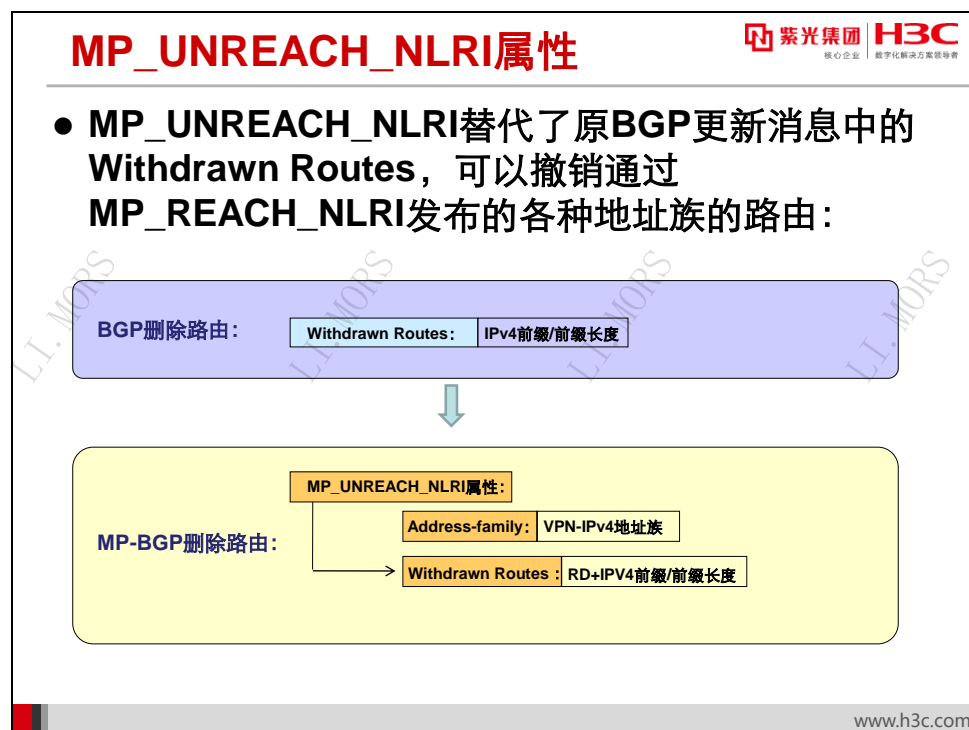 MP_UNREACH_NLRI属性
紫光集团
核心企业
H3C
数字化解决方案领导者
● MP_UNREACH_NLRI替代了原BGP更新消息中的
Withdrawn Routes，可以撤销通过
MP_REACH_NLRI发布的各种地址族的路由：
BGP删除路由：
Withdrawn Routes： IPv4前缀/前缀长度
MP_UNREACH_NLRI属性：
Address-family： VPN-IPv4地址族
MP-BGP删除路由：
Withdrawn Routes： RD+IPV4前缀/前缀长度
LI.MORS
LI.MORS
LI.MORS
LI.MORS
www.h3c.com